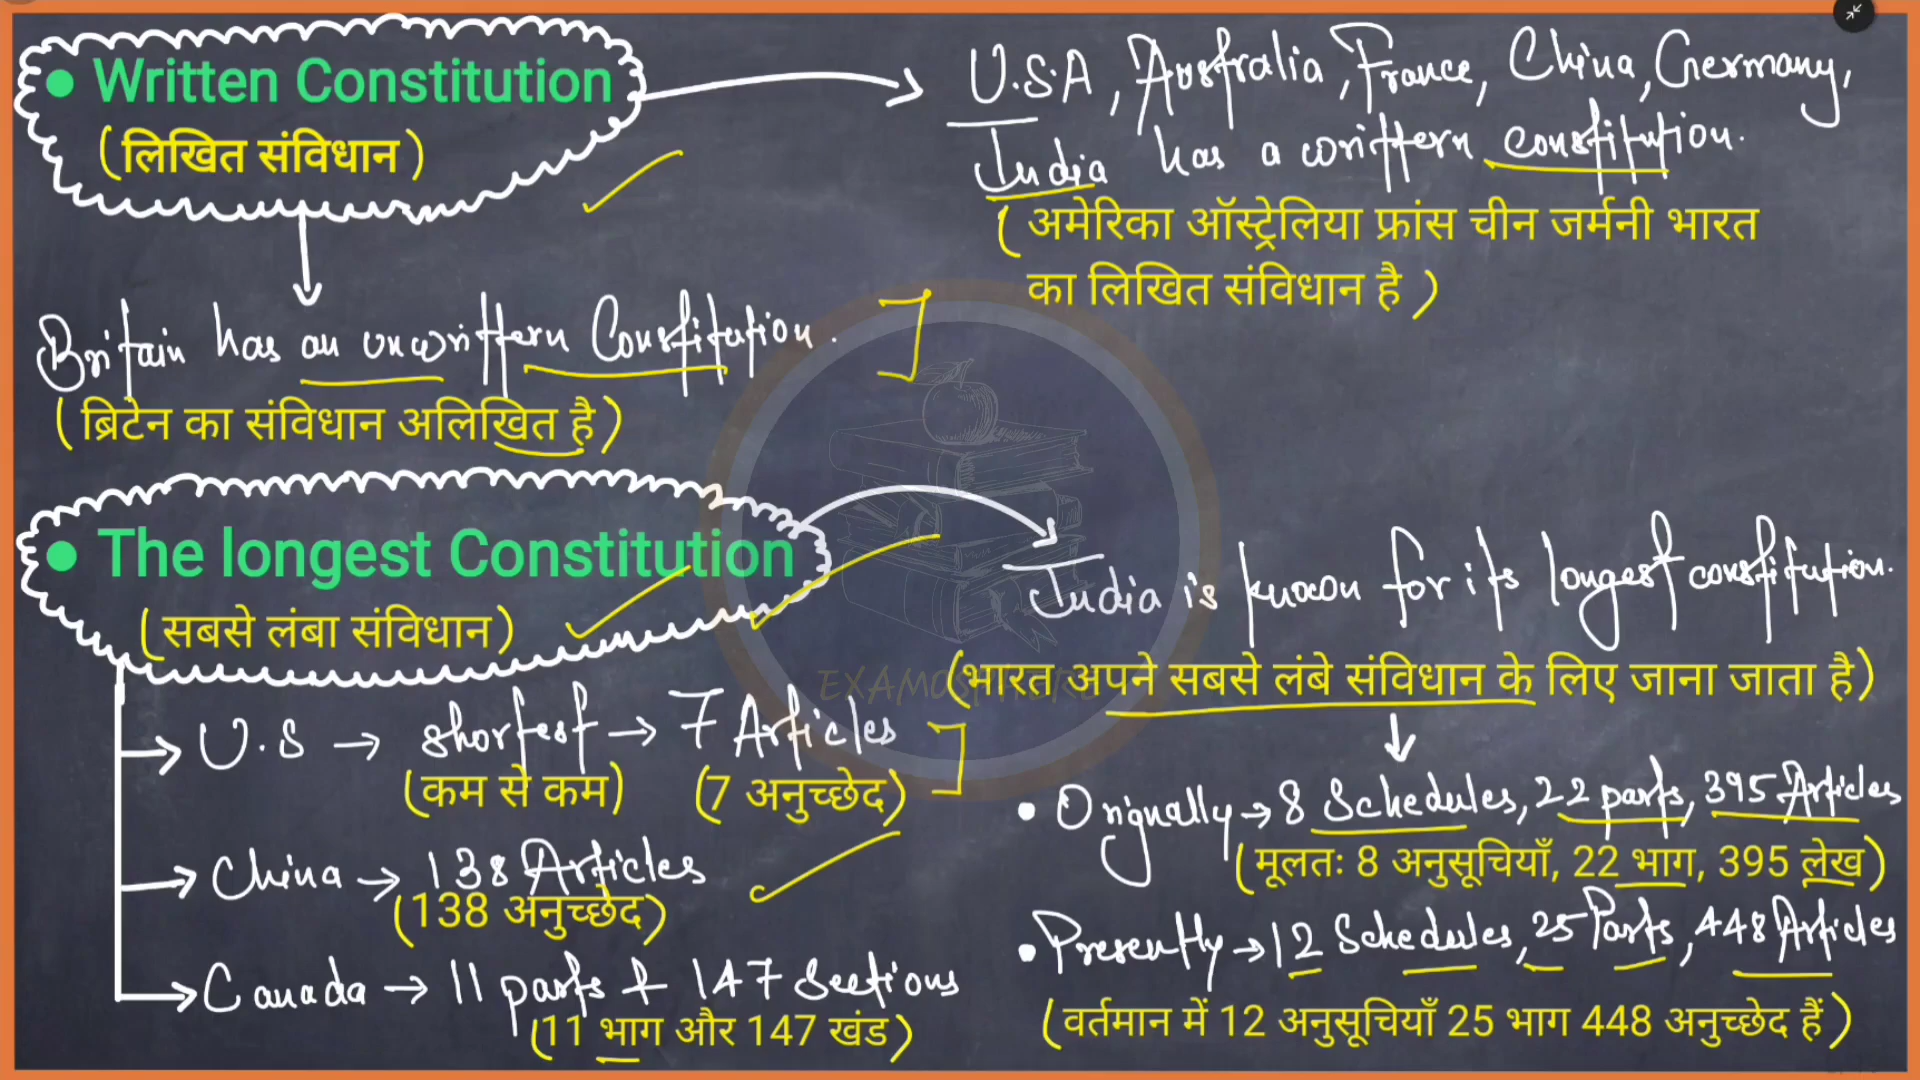 • Written Constitution
(लिखित संविधान)
U.S.A, Australia, France, China, Germany,
India has a written constitution.
( अमेरिका ऑस्ट्रेलिया फ्रांस चीन जर्मनी भारत
का लिखित संविधान है )
Britain has an unwrittern Constitution.
( ब्रिटेन का संविधान अलिखित है)
• The longest Constitution
(सबसे लंबा संविधान)
India is known for its longest constitution.
(भारत अपने सबसे लंबे संविधान के लिए जाना जाता है)
EXAMOSPHERE
→ U.S → shortest → 7 Articles
(कम से कम) (7 अनुच्छेद)
→ China → 138 Articles
(138 अनुच्छेद)
→ Canada → 11 parts & 147 Sections
(11 भाग और 147 खंड)
• Orignally → 8 Schedules, 22 parts, 395 Articles
(मूलतः 8 अनुसूचियाँ, 22 भाग, 395 लेख)
• Presently → 12 Schedules, 25 Parts, 448 Articles
(वर्तमान में 12 अनुसूचियाँ 25 भाग 448 अनुच्छेद हैं)